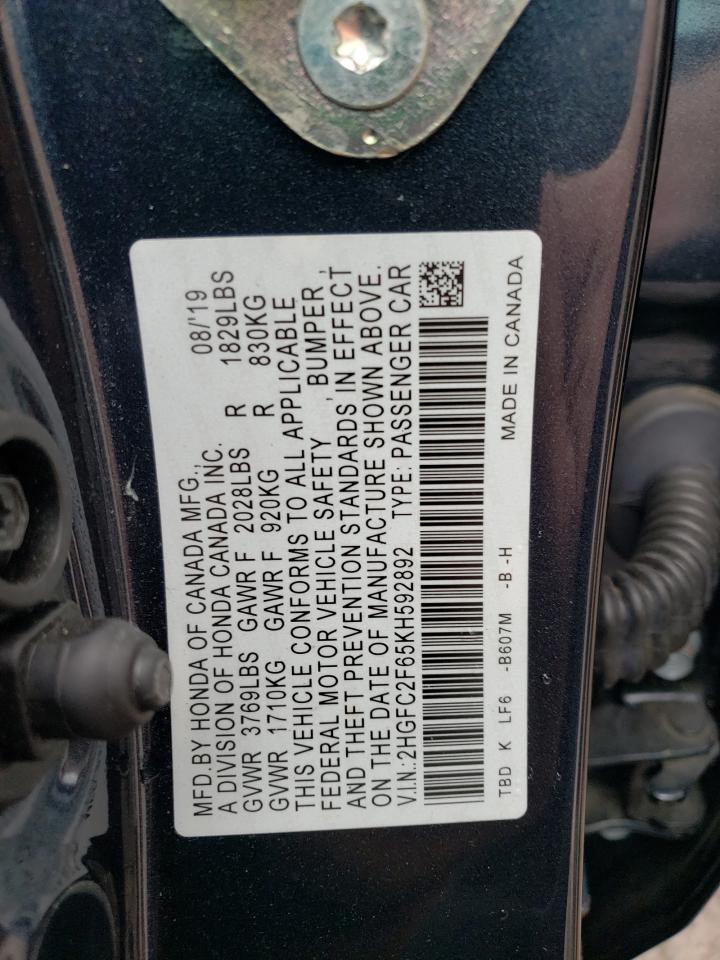 MFD.BY HONDA OF CANADA MFG., 08/'19
A DIVISION OF HONDA CANADA INC.
GVWR 3769LBS GAWR F 2028LBS R 1829LBS
GVWR 1710KG GAWR F 920KG R 830KG
THIS VEHICLE CONFORMS TO ALL APPLICABLE
FEDERAL MOTOR VEHICLE SAFETY , BUMPER ,
AND THEFT PREVENTION STANDARDS IN EFFECT
ON THE DATE OF MANUFACTURE SHOWN ABOVE.
V.I.N. 2HGFC2F65KH592892 TYPE: PASSENGER CAR
TBD K LF6 -B607M -B -H MADE IN CANADA